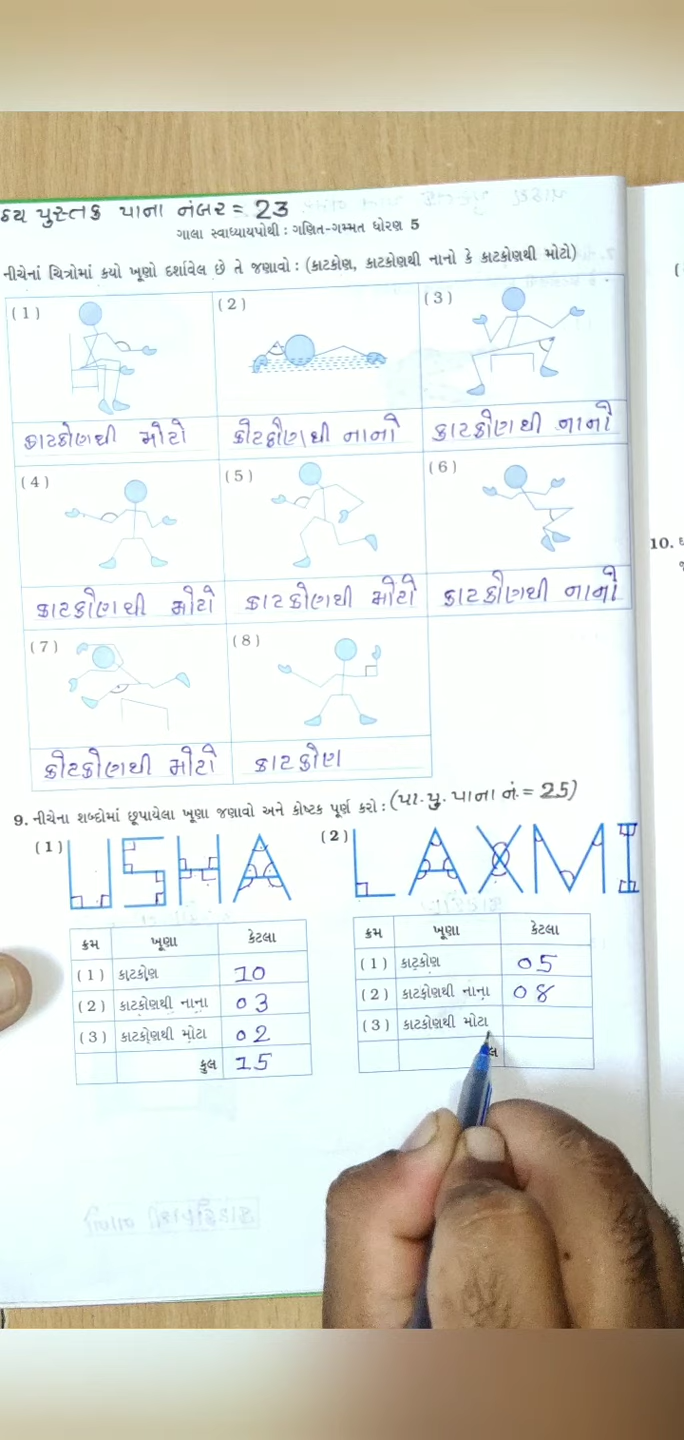 પુસ્તક પાના નંબર = 23
ગાલા સ્વાધ્યાયપોથી : ગણિત-ગમ્મત ધોરણ 5
નીચેનાં ચિત્રોમાં કયો ખૂણો દર્શાવેલ છે તે જણાવો : (કાટકોણ, કાટકોણથી નાનો કે કાટકોણથી મોટો)
(1) (2) (3)
કાટકોણથી મોટો કાટકોણથી નાનો કાટકોણથી નાનો
(4) (5) (6)
કાટકોણથી મોટો કાટકોણથી મોટો કાટકોણથી નાનો
(7) (8)
કાટકોણથી મોટો કાટકોણ
10.
9. નીચેના શબ્દોમાં છૂપાયેલા ખૂણા જણાવો અને કોષ્ટક પૂર્ણ કરો : (પા.પુ. પાના નં. = 25)
(1) USHA (2) LAXMI
ક્રમ ખૂણા કેટલા
(1) કાટકોણ 10
(2) કાટકોણથી નાના 03
(3) કાટકોણથી મોટા 02
કુલ 15
ક્રમ ખૂણા કેટલા
(1) કાટકોણ 05
(2) કાટકોણથી નાના 08
(3) કાટકોણથી મોટા